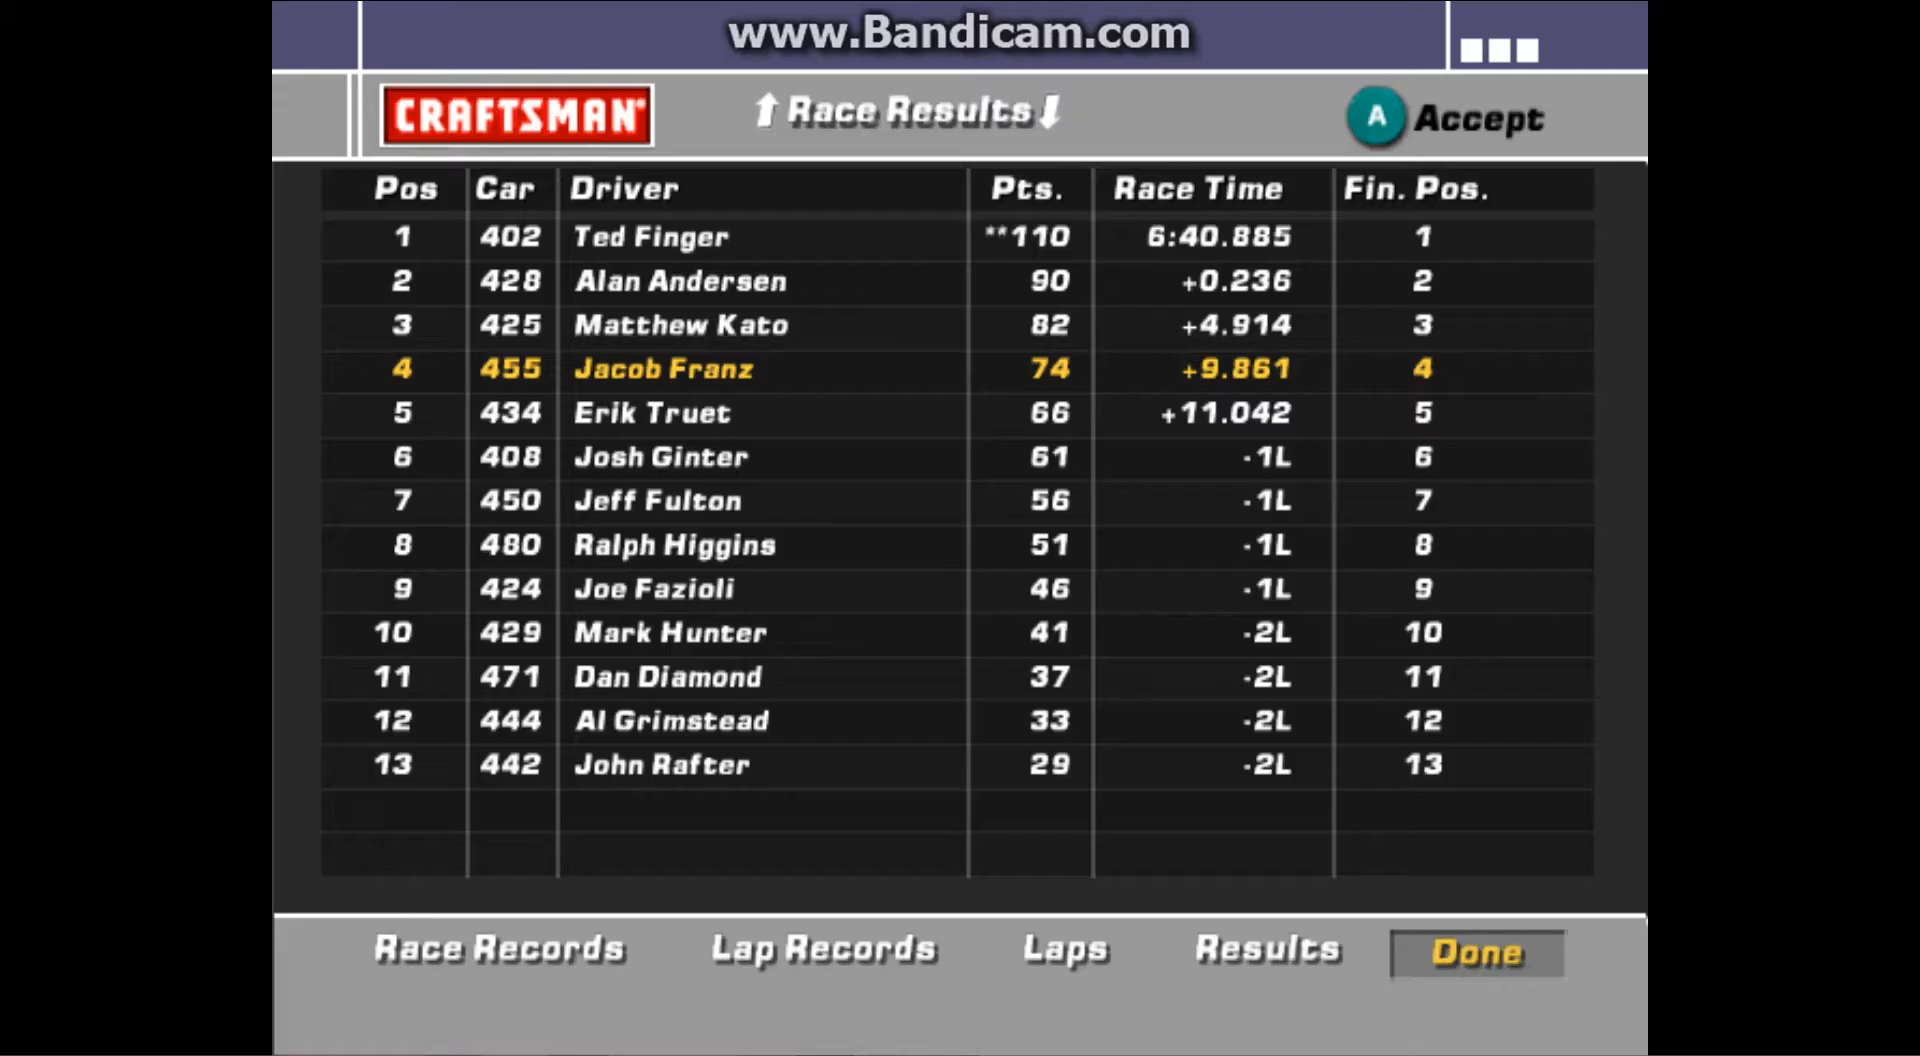 www.Bandicam.com
CRAFTSMAN® Race Results A Accept
Pos Car Driver Pts. Race Time Fin. Pos.
1 402 Ted Finger **110 6:40.885 1
2 428 Alan Andersen 90 +0.236 2
3 425 Matthew Kato 82 +4.914 3
4 455 Jacob Franz 74 +9.861 4
5 434 Erik Truet 66 +11.042 5
6 408 Josh Ginter 61 -1L 6
7 450 Jeff Fulton 56 -1L 7
8 480 Ralph Higgins 51 -1L 8
9 424 Joe Fazioli 46 -1L 9
10 429 Mark Hunter 41 -2L 10
11 471 Dan Diamond 37 -2L 11
12 444 Al Grimstead 33 -2L 12
13 442 John Rafter 29 -2L 13
Race Records Lap Records Laps Results Done